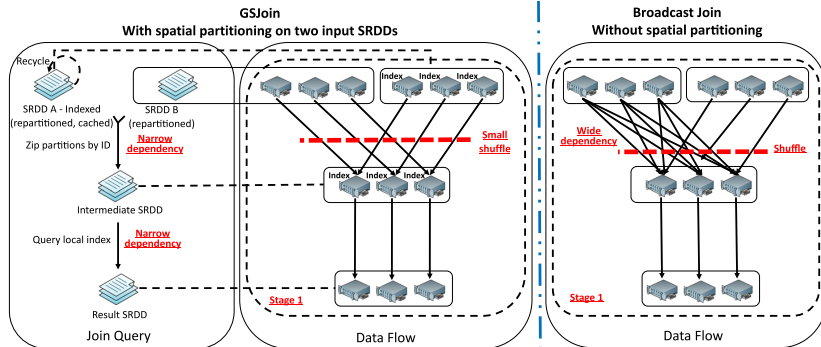 GSJoin
With spatial partitioning on two input SRDDs
Broadcast Join
Without spatial partitioning
Recycle
Index
Index
Index
SRDD A - Indexed
(repartitioned, cached)
SRDD B
(repartitioned)
Zip partitions by ID
Narrow
dependency
Small
shuffle
Wide
dependency
Shuffle
Index
Index
Index
Intermediate SRDD
Query local index
Narrow
dependency
Stage 1
Stage 1
Result SRDD
Join Query
Data Flow
Data Flow